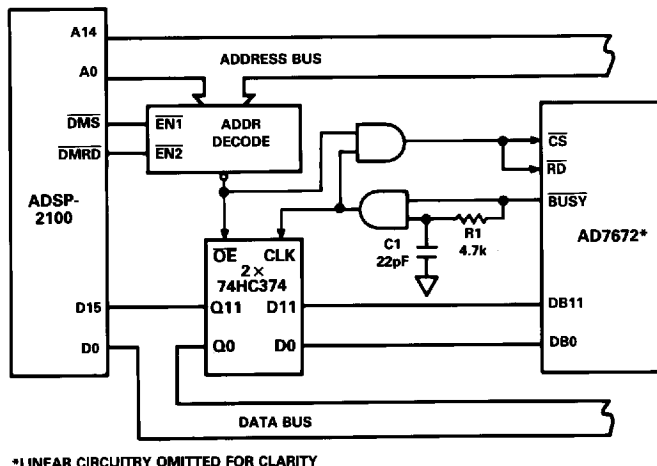 A14
ADDRESS BUS
A0
DMS
EN1
ADDR
DECODE
DMRD
EN2
CS
RD
ADSP-
2100
BUSY
R1
4.7k
AD7672*
C1
22pF
OE CLK
2 ×
74HC374
D15
Q11 D11
DB11
D0
Q0 D0
DB0
DATA BUS
*LINEAR CIRCUITRY OMITTED FOR CLARITY